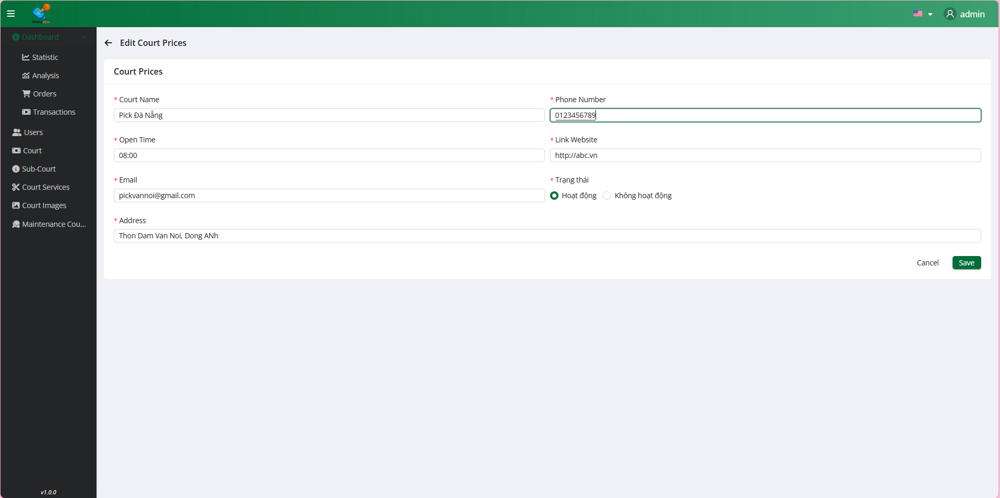 PICKLEBALL
admin
Dashboard
Statistic
Analysis
Orders
Transactions
Users
Court
Sub-Court
Court Services
Court Images
Maintenance Cou...
v1.0.0
Edit Court Prices
Court Prices
* Court Name
Pick Đà Nẵng
* Phone Number
0123456789
* Open Time
08:00
* Link Website
http://abc.vn
* Email
pickvannoi@gmail.com
* Trạng thái
Hoạt động Không hoạt động
* Address
Thon Dam Van Noi, Dong ANh
Cancel Save